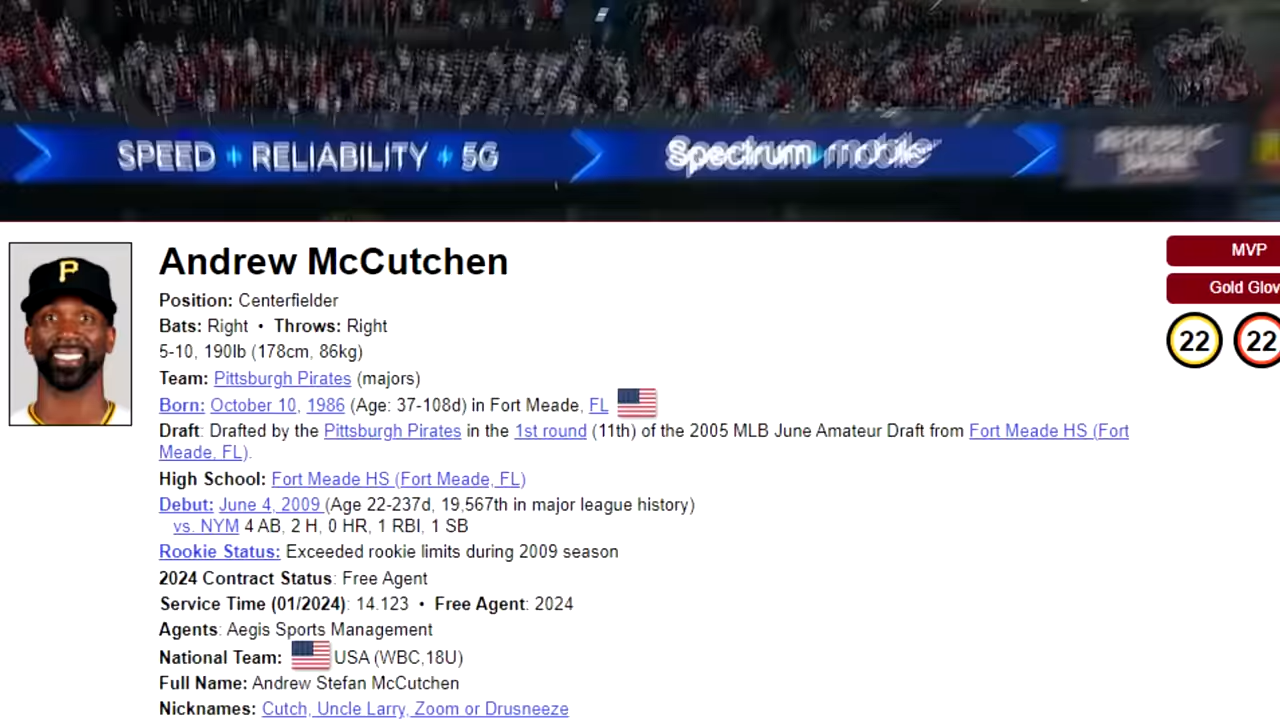 SPEED + RELIABILITY + 5G
Spectrum mobile
Andrew McCutchen
P
MVP
Position: Centerfielder
Gold Glov
Bats: Right • Throws: Right
22 22
5-10, 190lb (178cm, 86kg)
Team: Pittsburgh Pirates (majors)
Born: October 10, 1986 (Age: 37-108d) in Fort Meade, FL
Draft: Drafted by the Pittsburgh Pirates in the 1st round (11th) of the 2005 MLB June Amateur Draft from Fort Meade HS (Fort
Meade, FL).
High School: Fort Meade HS (Fort Meade, FL)
Debut: June 4, 2009 (Age 22-237d, 19,567th in major league history)
vs. NYM 4 AB, 2 H, 0 HR, 1 RBI, 1 SB
Rookie Status: Exceeded rookie limits during 2009 season
2024 Contract Status: Free Agent
Service Time (01/2024): 14.123 • Free Agent: 2024
Agents: Aegis Sports Management
National Team: USA (WBC,18U)
Full Name: Andrew Stefan McCutchen
Nicknames: Cutch, Uncle Larry, Zoom or Drusneeze